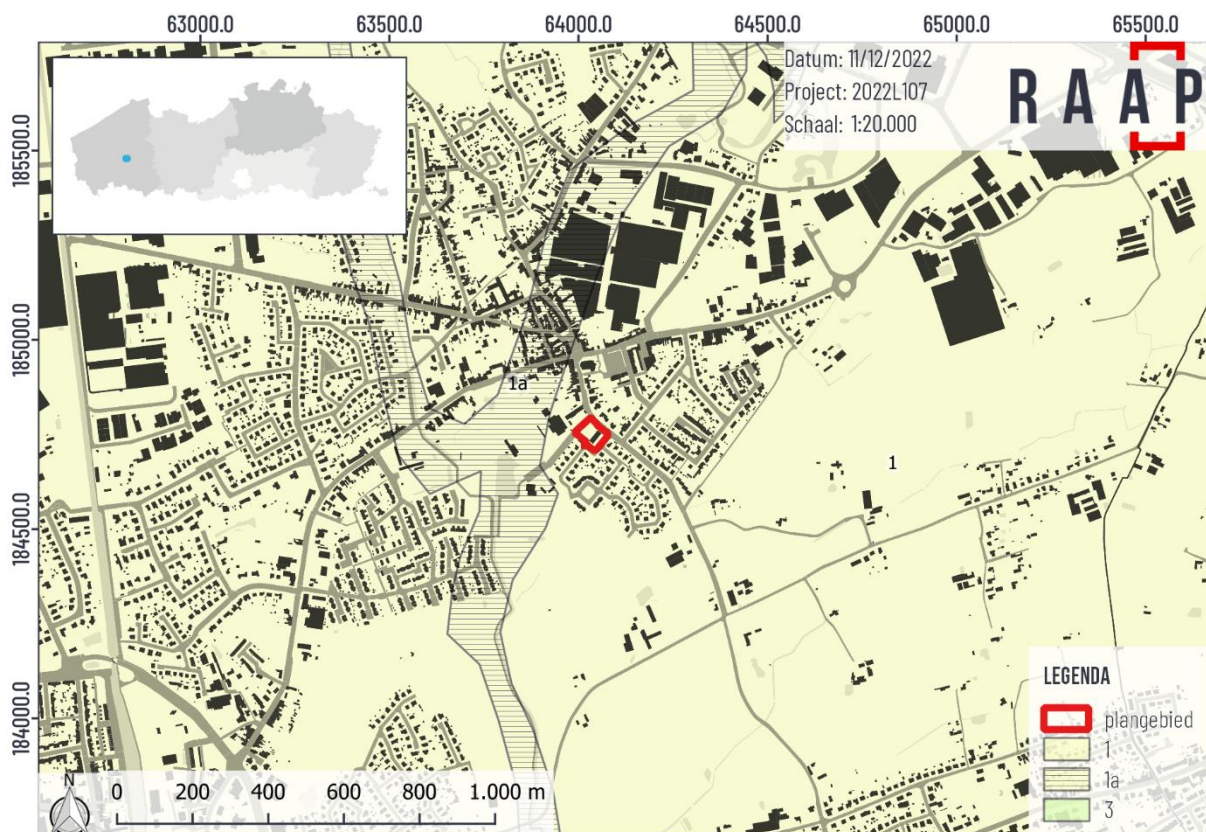 63000.0 63500.0 64000.0 64500.0 65000.0 65500.0
Datum: 11/12/2022
Project: 2022L107
Schaal: 1:20.000
RAAP
185500.0
185000.0
184500.0
184000.0
1a
1
LEGENDA
plangebied
1
1a
3
N
0 200 400 600 800 1.000 m